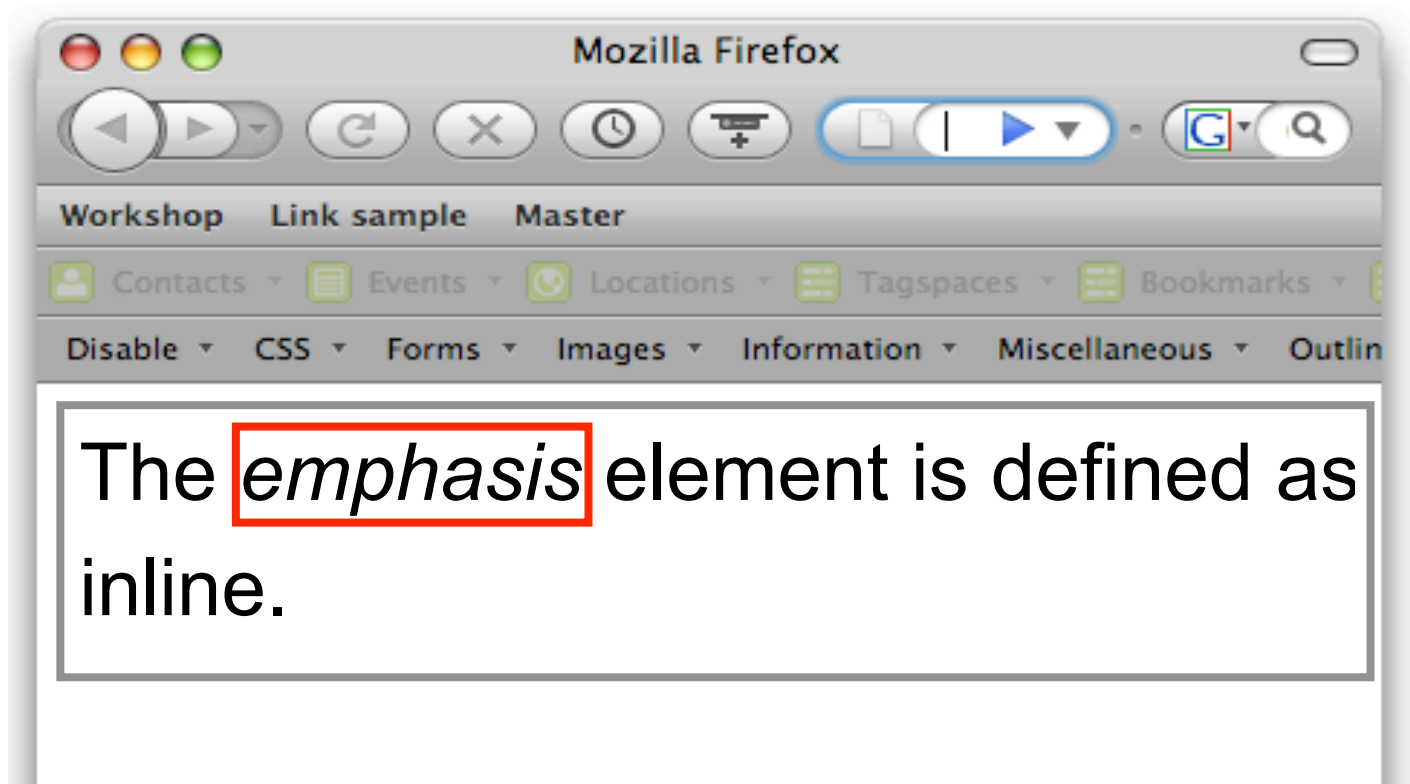 Mozilla Firefox
G
Workshop Link sample Master
Contacts Events Locations Tagspaces Bookmarks
Disable CSS Forms Images Information Miscellaneous Outlin
The emphasis element is defined as
inline.